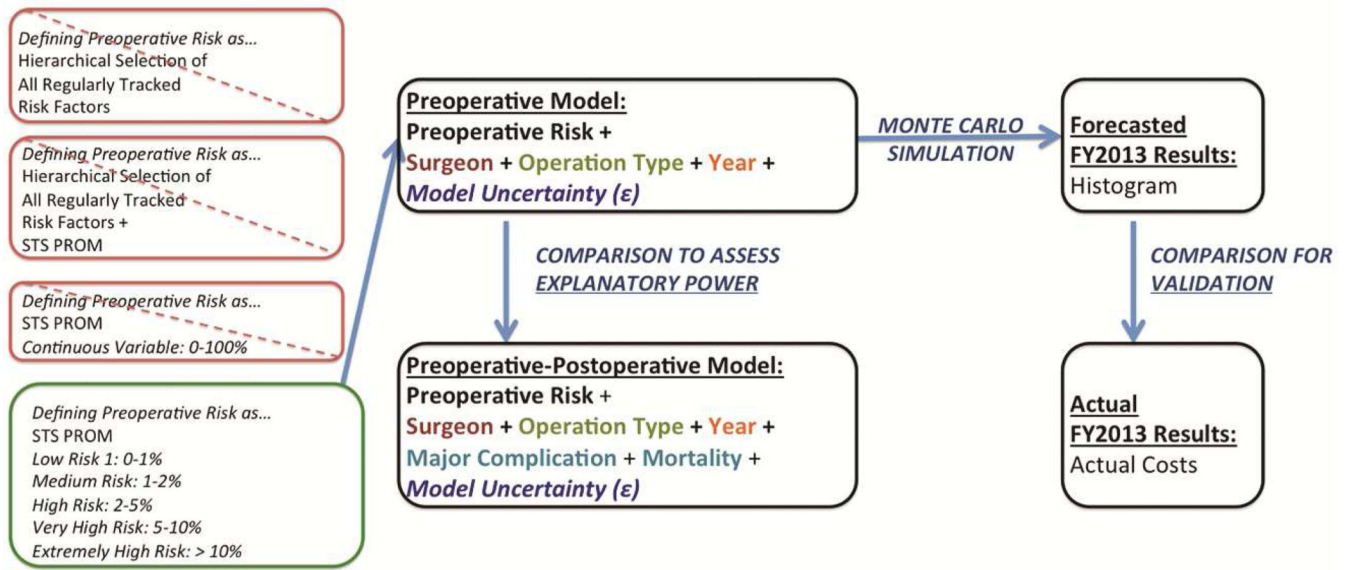 Defining Preoperative Risk as…
Hierarchical Selection of
All Regularly Tracked
Risk Factors
Defining Preoperative Risk as…
Hierarchical Selection of
All Regularly Tracked
Risk Factors +
STS PROM
Defining Preoperative Risk as…
STS PROM
Continuous Variable: 0-100%
Defining Preoperative Risk as…
STS PROM
Low Risk 1: 0-1%
Medium Risk: 1-2%
High Risk: 2-5%
Very High Risk: 5-10%
Extremely High Risk: > 10%
Preoperative Model:
Preoperative Risk +
Surgeon + Operation Type + Year +
Model Uncertainty (ε)
COMPARISON TO ASSESS
EXPLANATORY POWER
Preoperative-Postoperative Model:
Preoperative Risk +
Surgeon + Operation Type + Year +
Major Complication + Mortality +
Model Uncertainty (ε)
MONTE CARLO
SIMULATION
Forecasted
FY2013 Results:
Histogram
COMPARISON FOR
VALIDATION
Actual
FY2013 Results:
Actual Costs